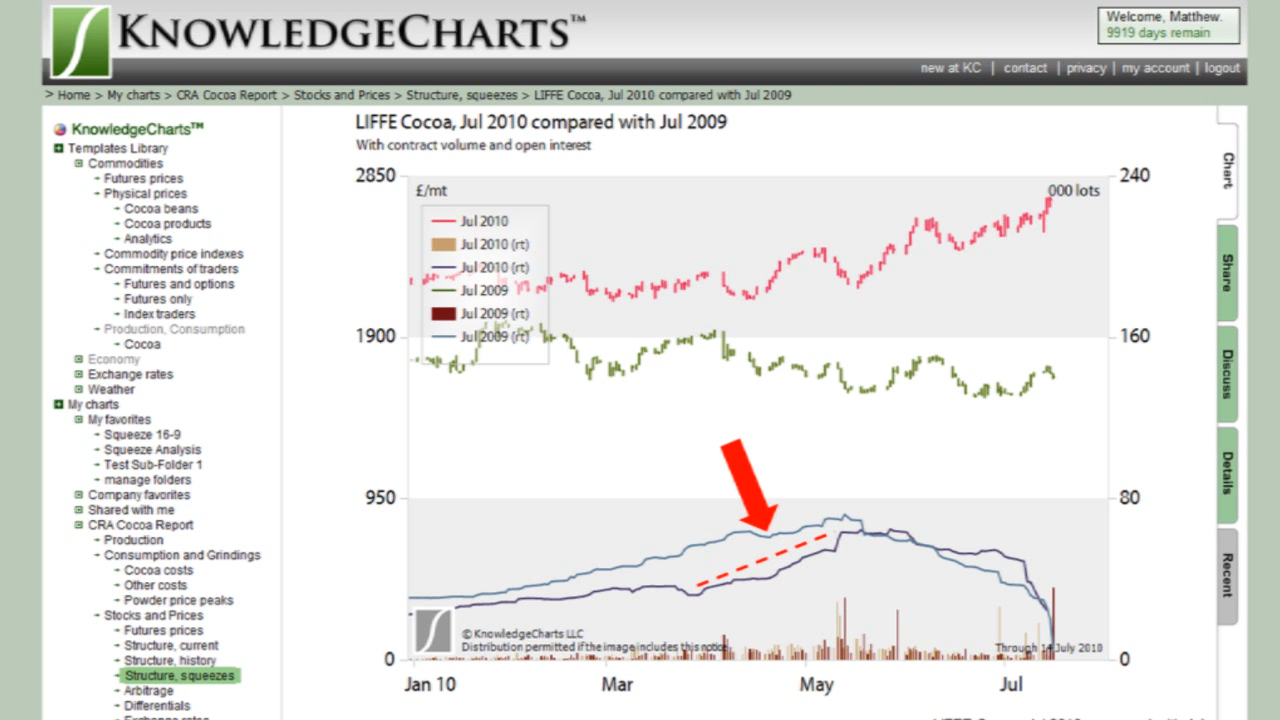 KNOWLEDGECHARTS™
Welcome, Matthew.
9919 days remain
new at KC | contact | privacy | my account | logout
> Home > My charts > CRA Cocoa Report > Stocks and Prices > Structure, squeezes > LIFFE Cocoa, Jul 2010 compared with Jul 2009
KnowledgeCharts™
Templates Library
Commodities
Futures prices
Physical prices
Cocoa beans
Cocoa products
Analytics
Commodity price indexes
Commitments of traders
Futures and options
Futures only
Index traders
Production, Consumption
Cocoa
Economy
Exchange rates
Weather
My charts
My favorites
Squeeze 16-9
Squeeze Analysis
Test Sub-Folder 1
manage folders
Company favorites
Shared with me
CRA Cocoa Report
Production
Consumption and Grindings
Cocoa costs
Other costs
Powder price peaks
Stocks and Prices
Futures prices
Structure, current
Structure, history
Structure, squeezes
Arbitrage
Differentials
LIFFE Cocoa, Jul 2010 compared with Jul 2009
With contract volume and open interest
2850
240
£/mt
000 lots
Jul 2010
Jul 2010 (rt)
Jul 2010 (rt)
Jul 2009
Jul 2009 (rt)
Jul 2009 (rt)
1900
160
950
80
© KnowledgeCharts LLC
Distribution permitted if the image includes this notice
Through 14 July 2010
0
0
Jan 10
Mar
May
Jul
Chart
Share
Discuss
Details
Recent